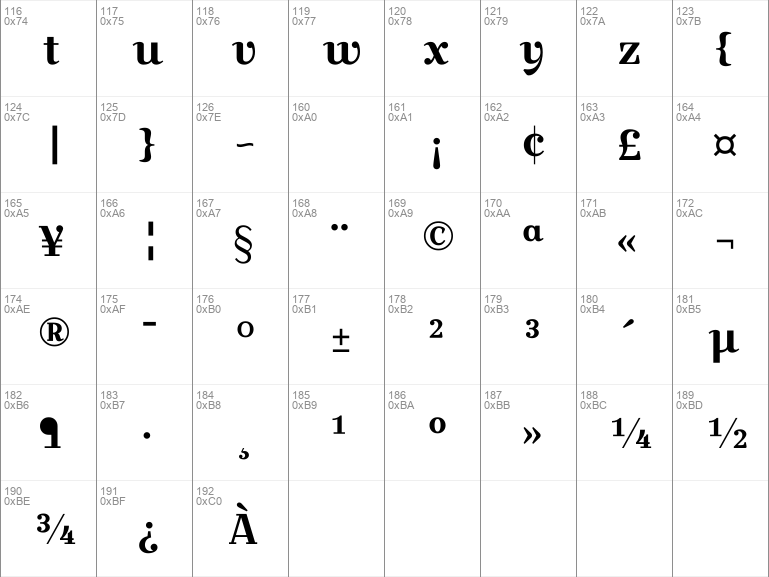 116 117 118 119 120 121 122 123
0x74 0x75 0x76 0x77 0x78 0x79 0x7A 0x7B
t u v w x y z {
124 125 126 160 161 162 163 164
0x7C 0x7D 0x7E 0xA0 0xA1 0xA2 0xA3 0xA4
| } ~ ¡ ¢ £ ¤
165 166 167 168 169 170 171 172
0xA5 0xA6 0xA7 0xA8 0xA9 0xAA 0xAB 0xAC
¥ ¦ § ¨ © ª « ¬
174 175 176 177 178 179 180 181
0xAE 0xAF 0xB0 0xB1 0xB2 0xB3 0xB4 0xB5
® ¯ ° ± ² ³ ´ µ
182 183 184 185 186 187 188 189
0xB6 0xB7 0xB8 0xB9 0xBA 0xBB 0xBC 0xBD
¶ · ¸ ¹ º » ¼ ½
190 191 192
0xBE 0xBF 0xC0
¾ ¿ À